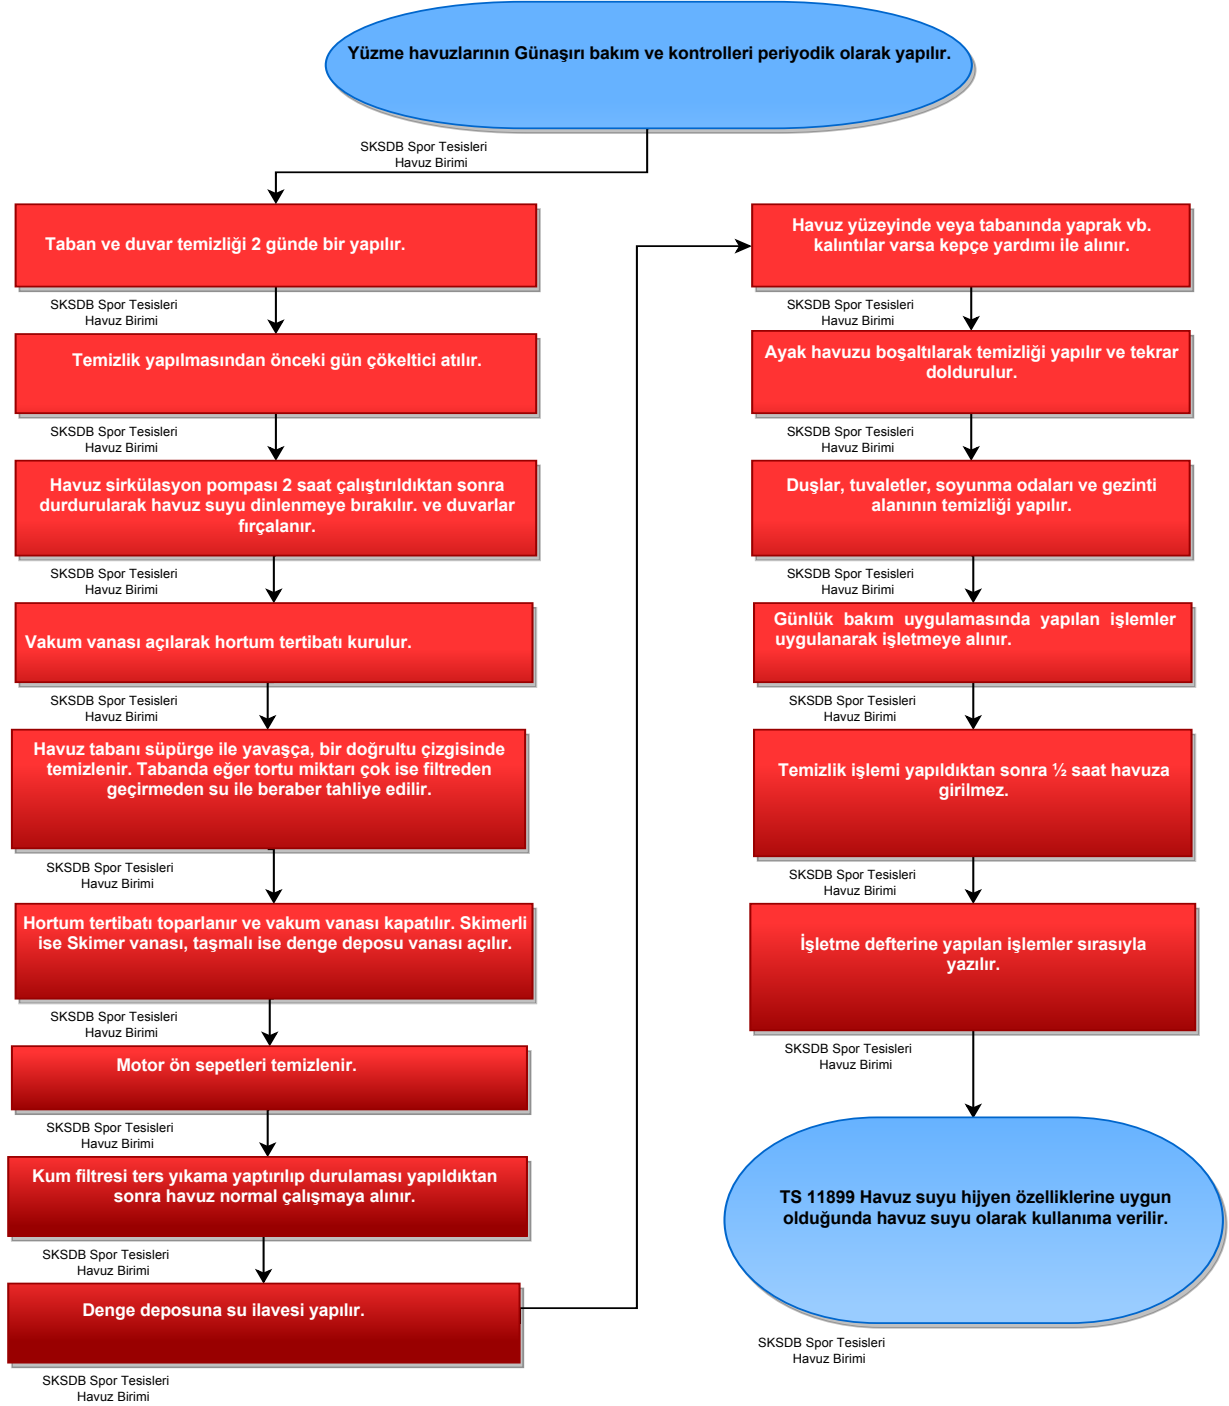 Yüzme havuzlarının Günaşırı bakım ve kontrolleri periyodik olarak yapılır.
SKSDB Spor Tesisleri
Havuz Birimi
Taban ve duvar temizliği 2 günde bir yapılır.
SKSDB Spor Tesisleri
Havuz Birimi
Temizlik yapılmasından önceki gün çökeltici atılır.
SKSDB Spor Tesisleri
Havuz Birimi
Havuz sirkülasyon pompası 2 saat çalıştırıldıktan sonra
durdurularak havuz suyu dinlenmeye bırakılır. ve duvarlar
fırçalanır.
SKSDB Spor Tesisleri
Havuz Birimi
Vakum vanası açılarak hortum tertibatı kurulur.
SKSDB Spor Tesisleri
Havuz Birimi
Havuz tabanı süpürge ile yavaşça, bir doğrultu çizgisinde
temizlenir. Tabanda eğer tortu miktarı çok ise filtreden
geçirmeden su ile beraber tahliye edilir.
SKSDB Spor Tesisleri
Havuz Birimi
Hortum tertibatı toparlanır ve vakum vanası kapatılır. Skimerli
ise Skimer vanası, taşmalı ise denge deposu vanası açılır.
SKSDB Spor Tesisleri
Havuz Birimi
Motor ön sepetleri temizlenir.
SKSDB Spor Tesisleri
Havuz Birimi
Kum filtresi ters yıkama yaptırılıp durulaması yapıldıktan
sonra havuz normal çalışmaya alınır.
SKSDB Spor Tesisleri
Havuz Birimi
Denge deposuna su ilavesi yapılır.
SKSDB Spor Tesisleri
Havuz Birimi
Havuz yüzeyinde veya tabanında yaprak vb.
kalıntılar varsa kepçe yardımı ile alınır.
SKSDB Spor Tesisleri
Havuz Birimi
Ayak havuzu boşaltılarak temizliği yapılır ve tekrar
doldurulur.
SKSDB Spor Tesisleri
Havuz Birimi
Duşlar, tuvaletler, soyunma odaları ve gezinti
alanının temizliği yapılır.
SKSDB Spor Tesisleri
Havuz Birimi
Günlük bakım uygulamasında yapılan işlemler
uygulanarak işletmeye alınır.
SKSDB Spor Tesisleri
Havuz Birimi
Temizlik işlemi yapıldıktan sonra ½ saat havuza
girilmez.
SKSDB Spor Tesisleri
Havuz Birimi
İşletme defterine yapılan işlemler sırasıyla
yazılır.
SKSDB Spor Tesisleri
Havuz Birimi
TS 11899 Havuz suyu hijyen özelliklerine uygun
olduğunda havuz suyu olarak kullanıma verilir.
SKSDB Spor Tesisleri
Havuz Birimi